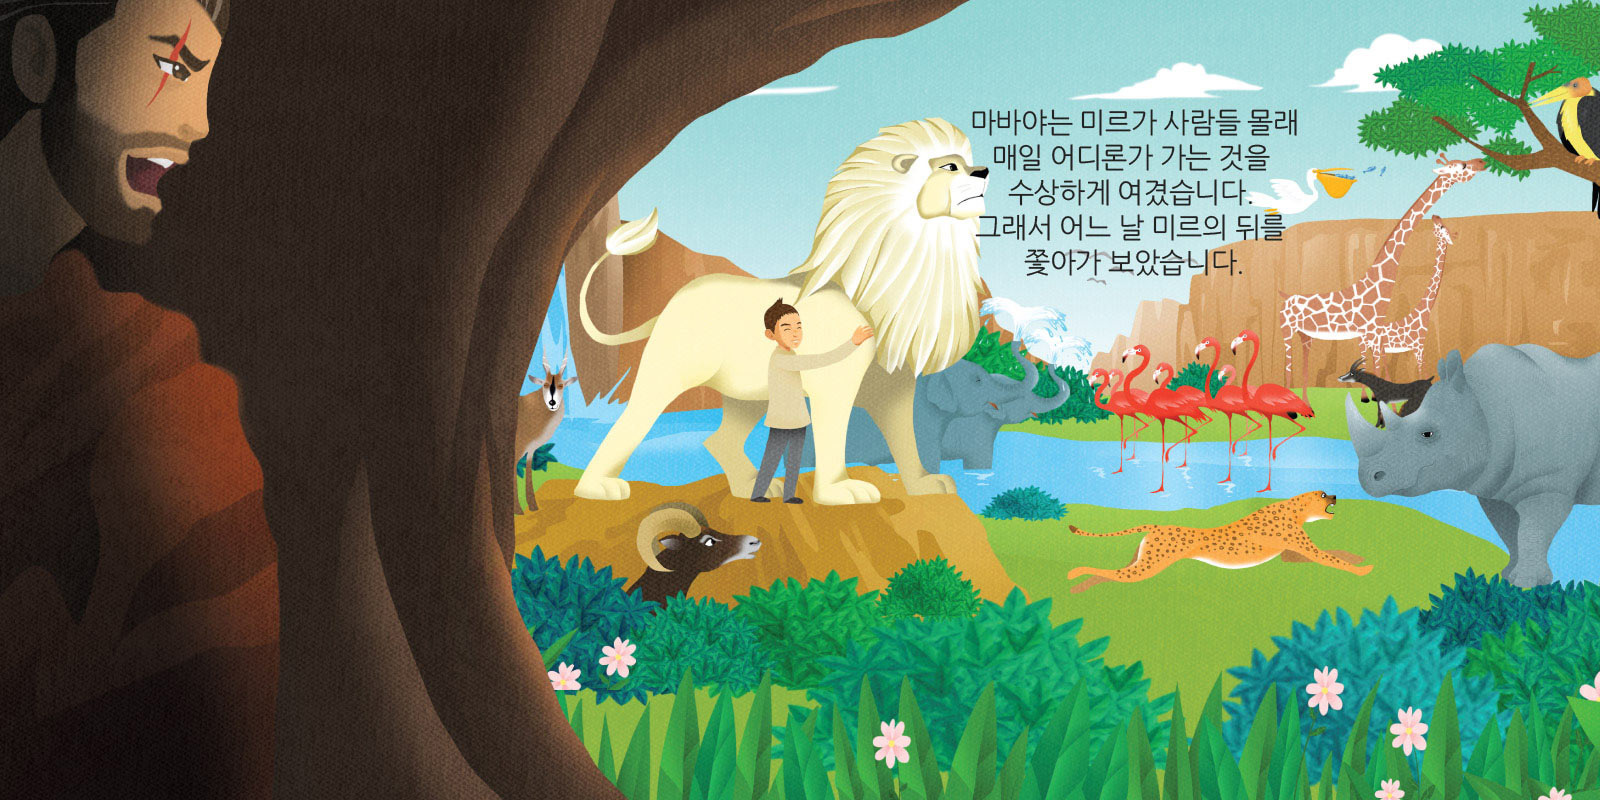 마바야는 미르가 사람들 몰래
매일 어디론가 가는 것을
수상하게 여겼습니다.
그래서 어느 날 미르의 뒤를
쫓아가 보았습니다.